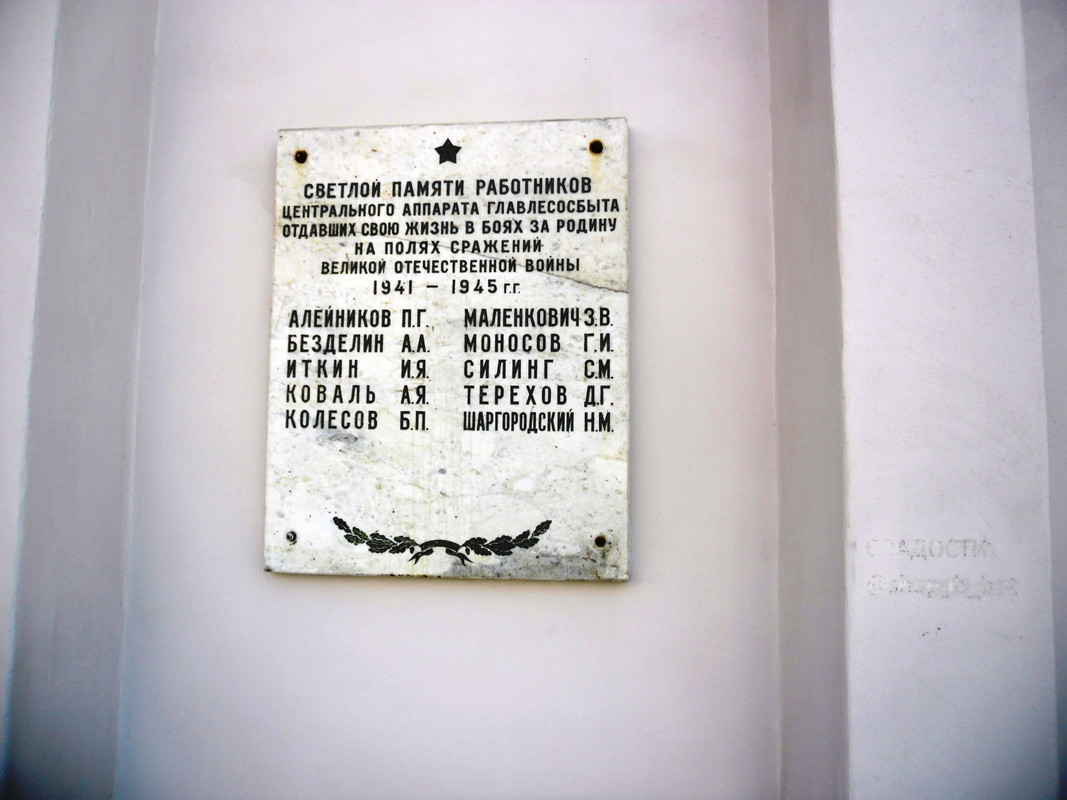 СВЕТЛОЙ ПАМЯТИ РАБОТНИКОВ
ЦЕНТРАЛЬНОГО АППАРАТА ГЛАВЛЕСОСБЫТА
ОТДАВШИХ СВОЮ ЖИЗНЬ В БОЯХ ЗА РОДИНУ
НА ПОЛЯХ СРАЖЕНИЙ
ВЕЛИКОЙ ОТЕЧЕСТВЕННОЙ ВОЙНЫ
1941 – 1945 г.г.
АЛЕЙНИКОВ П.Г.
БЕЗДЕЛИН А.А.
ИТКИН И.Я.
КОВАЛЬ А.Я.
КОЛЕСОВ Б.П.
МАЛЕНКОВИЧ З.В.
МОНОСОВ Г.И.
СИЛИНГ С.М.
ТЕРЕХОВ Д.Г.
ШАРГОРОДСКИЙ Н.М.